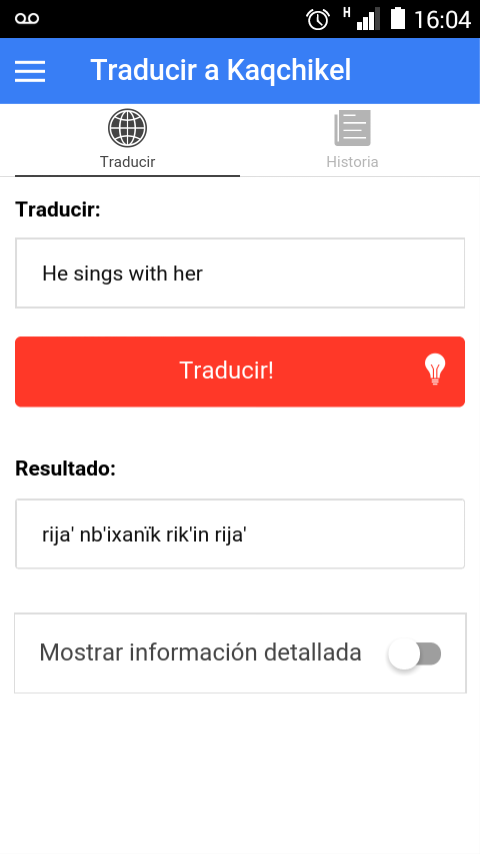 H 16:04
Traducir a Kaqchikel
Traducir Historia
Traducir:
He sings with her
Traducir!
Resultado:
rija' nb'ixanïk rik'in rija'
Mostrar información detallada